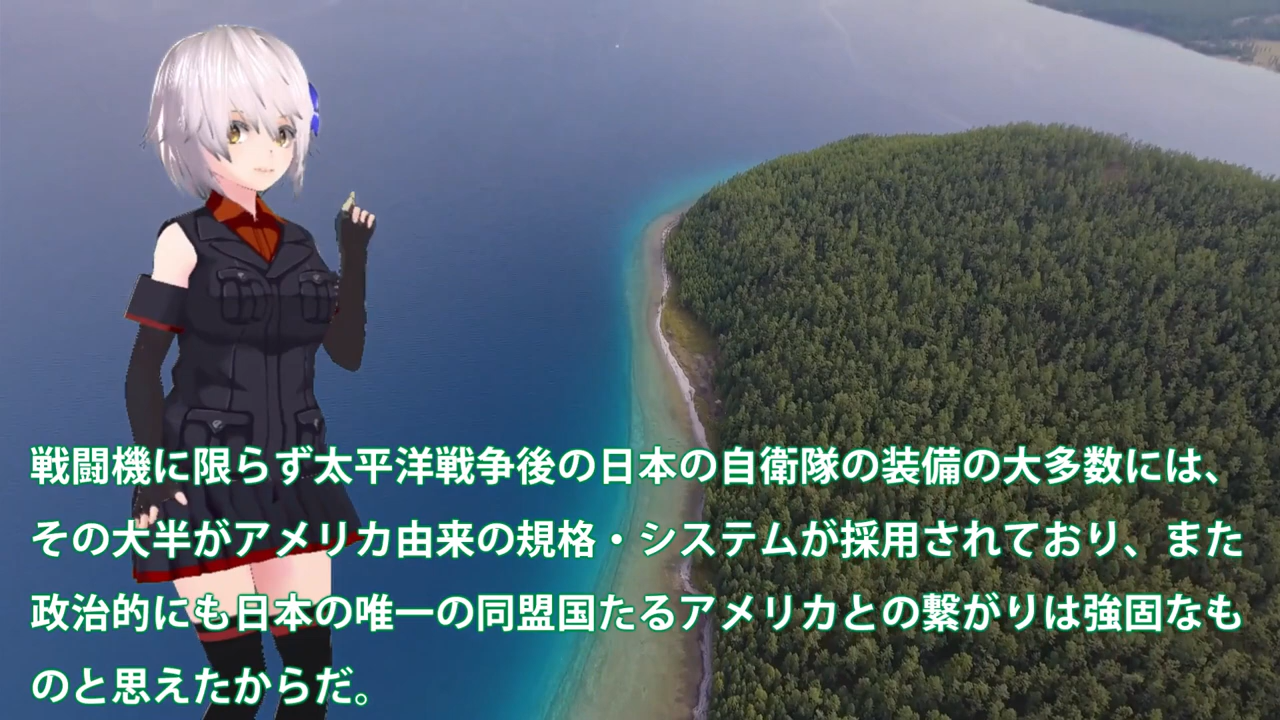 戦闘機に限らず太平洋戦争後の日本の自衛隊の装備の大多数には、
その大半がアメリカ由来の規格・システムが採用されており、また
政治的にも日本の唯一の同盟国たるアメリカとの繋がりは強固なも
のと思えたからだ。